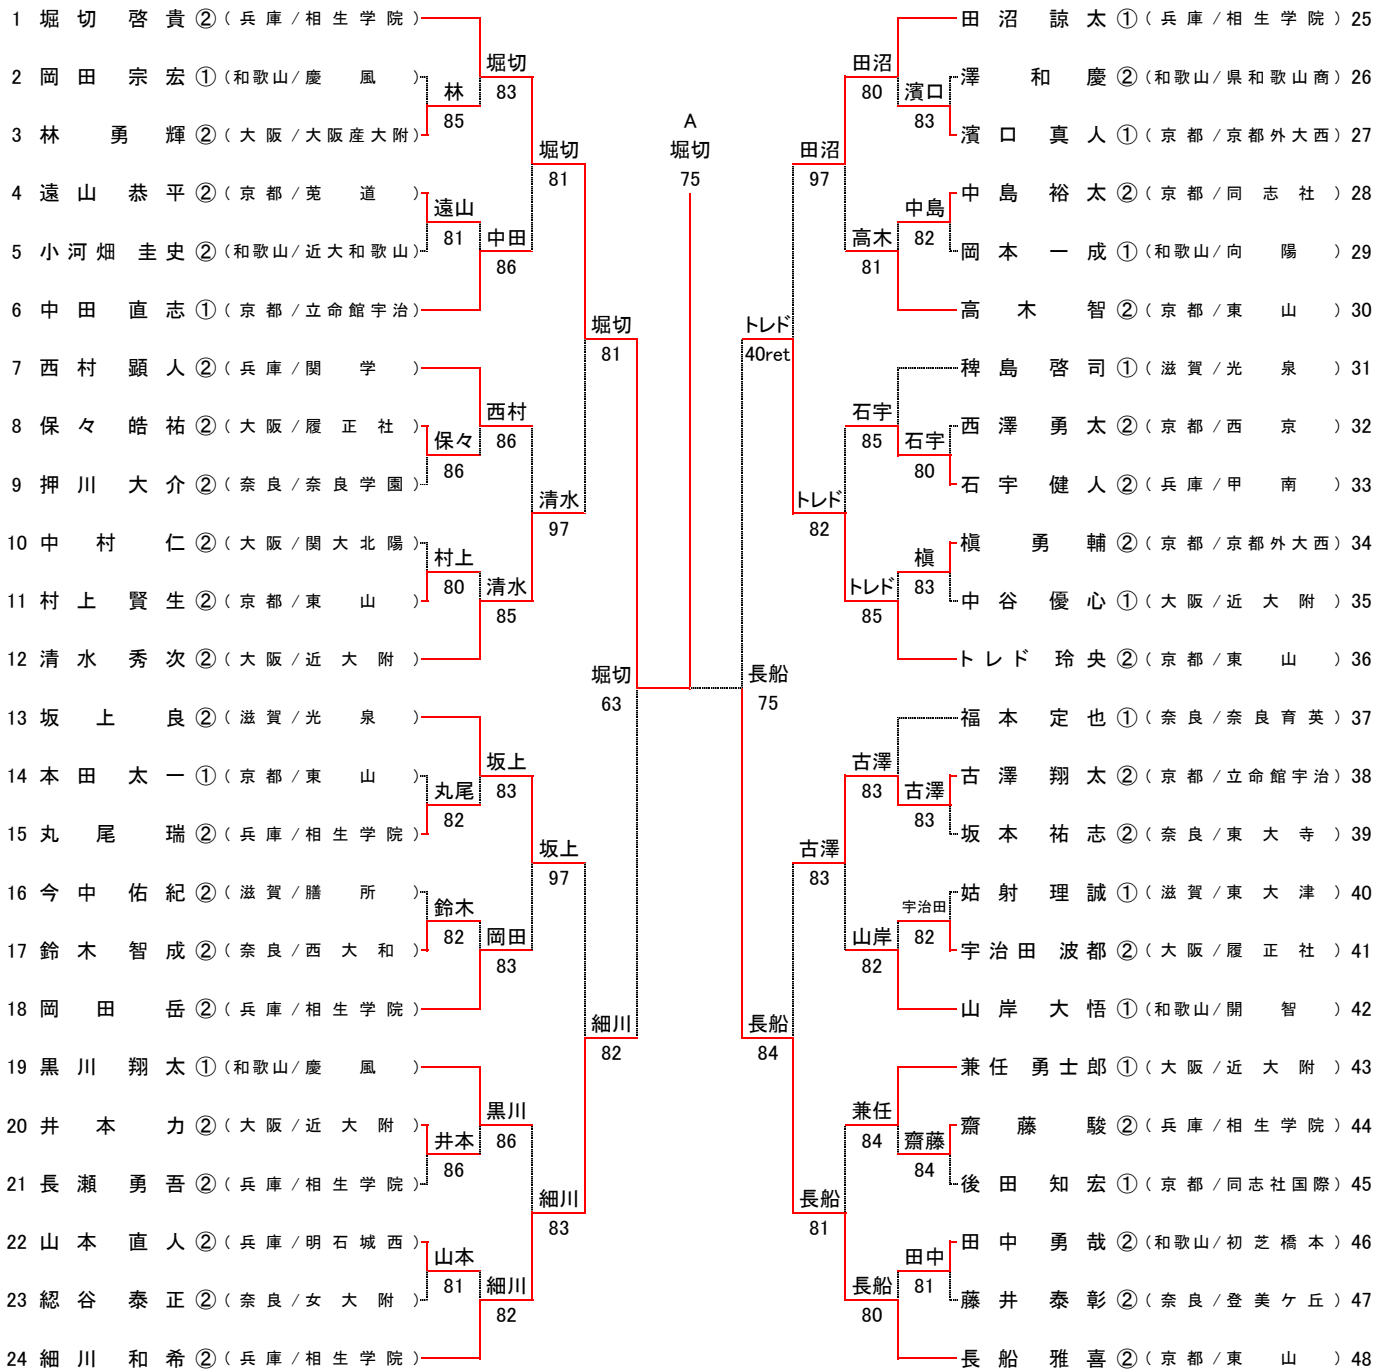 1 堀切 啓貴 ② (兵庫/相生学院)
2 岡田 宗宏 ① (和歌山/慶風)
3 林 勇輝 ② (大阪/大阪産大附)
4 遠山 恭平 ② (京都/莵道)
5 小河畑 圭史 ② (和歌山/近大和歌山)
6 中田 直志 ① (京都/立命館宇治)
7 西村 顕人 ② (兵庫/関学)
8 保々 皓祐 ② (大阪/履正社)
9 押川 大介 ② (奈良/奈良学園)
10 中村 仁 ② (大阪/関大北陽)
11 村上 賢生 ② (京都/東山)
12 清水 秀次 ② (大阪/近大附)
13 坂上 良 ② (滋賀/光泉)
14 本田 太一 ① (京都/東山)
15 丸尾 瑞 ② (兵庫/相生学院)
16 今中 佑紀 ② (滋賀/膳所)
17 鈴木 智成 ② (奈良/西大和)
18 岡田 岳 ② (兵庫/相生学院)
19 黒川 翔太 ① (和歌山/慶風)
20 井本 力 ② (大阪/近大附)
21 長瀬 勇吾 ② (兵庫/相生学院)
22 山本 直人 ② (兵庫/明石城西)
23 綛谷 泰正 ② (奈良/女大附)
24 細川 和希 ② (兵庫/相生学院)
林
85
遠山
81
保々
86
村上
80
丸尾
82
鈴木
82
井本
86
山本
81
堀切
83
中田
86
西村
86
清水
85
坂上
83
岡田
83
黒川
86
細川
82
堀切
81
清水
97
坂上
97
細川
83
堀切
81
細川
82
堀切
63
A
堀切
75
長船
75
トレド
40ret
長船
84
田沼
97
トレド
82
古澤
83
長船
81
田沼
80
高木
81
石宇
85
トレド
85
古澤
83
山岸
82
兼任
84
長船
80
濱口
83
中島
82
石宇
80
槇
83
古澤
83
宇治田
82
齋藤
84
田中
81
田沼 諒太 ① (兵庫/相生学院) 25
澤 和慶 ② (和歌山/県和歌山商) 26
濱口 真人 ① (京都/京都外大西) 27
中島 裕太 ② (京都/同志社) 28
岡本 一成 ① (和歌山/向陽) 29
高木 智 ② (京都/東山) 30
稗島 啓司 ① (滋賀/光泉) 31
西澤 勇太 ② (京都/西京) 32
石宇 健人 ② (兵庫/甲南) 33
槇 勇輔 ② (京都/京都外大西) 34
中谷 優心 ① (大阪/近大附) 35
トレド 玲央 ② (京都/東山) 36
福本 定也 ① (奈良/奈良育英) 37
古澤 翔太 ② (京都/立命館宇治) 38
坂本 祐志 ② (奈良/東大寺) 39
姑射 理誠 ① (滋賀/東大津) 40
宇治田 波都 ② (大阪/履正社) 41
山岸 大悟 ① (和歌山/開智) 42
兼任 勇士郎 ① (大阪/近大附) 43
齋藤 駿 ② (兵庫/相生学院) 44
後田 知宏 ① (京都/同志社国際) 45
田中 勇哉 ② (和歌山/初芝橋本) 46
藤井 泰彰 ② (奈良/登美ケ丘) 47
長船 雅喜 ② (京都/東山) 48